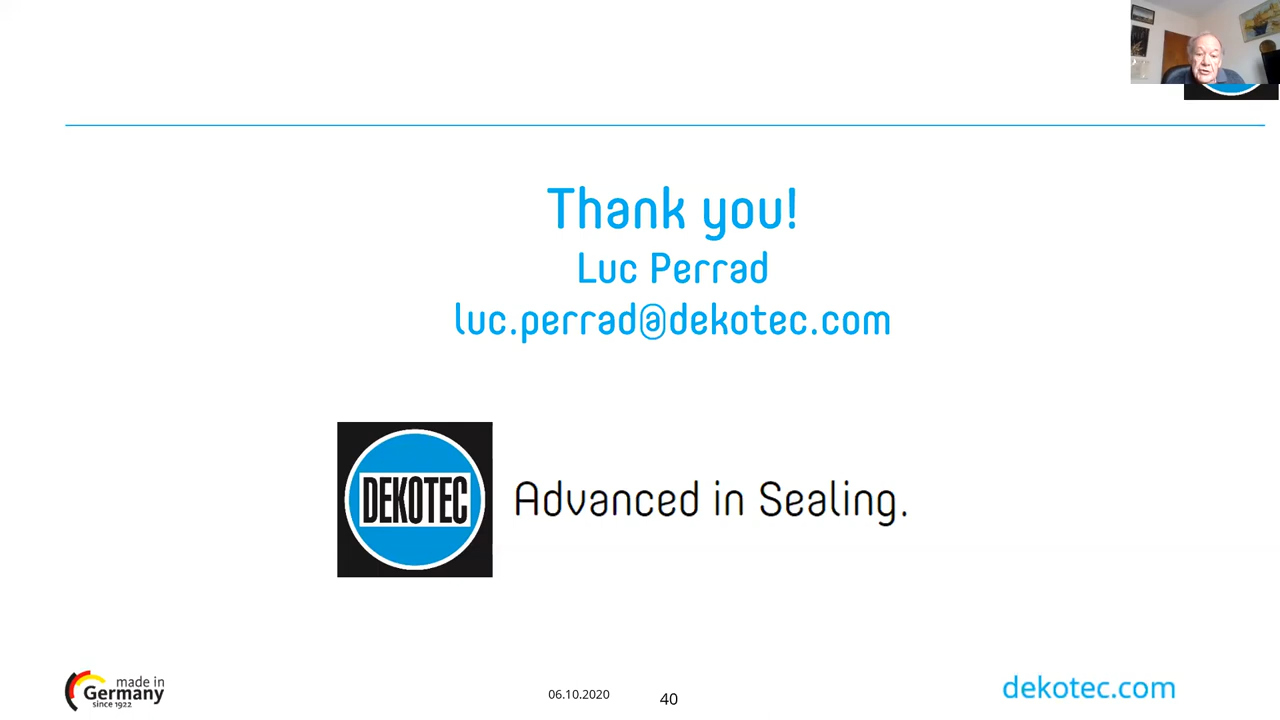 Thank you!
Luc Perrad
luc.perrad@dekotec.com
DEKOTEC
Advanced in Sealing.
made in
Germany
since 1922
06.10.2020
40
dekotec.com